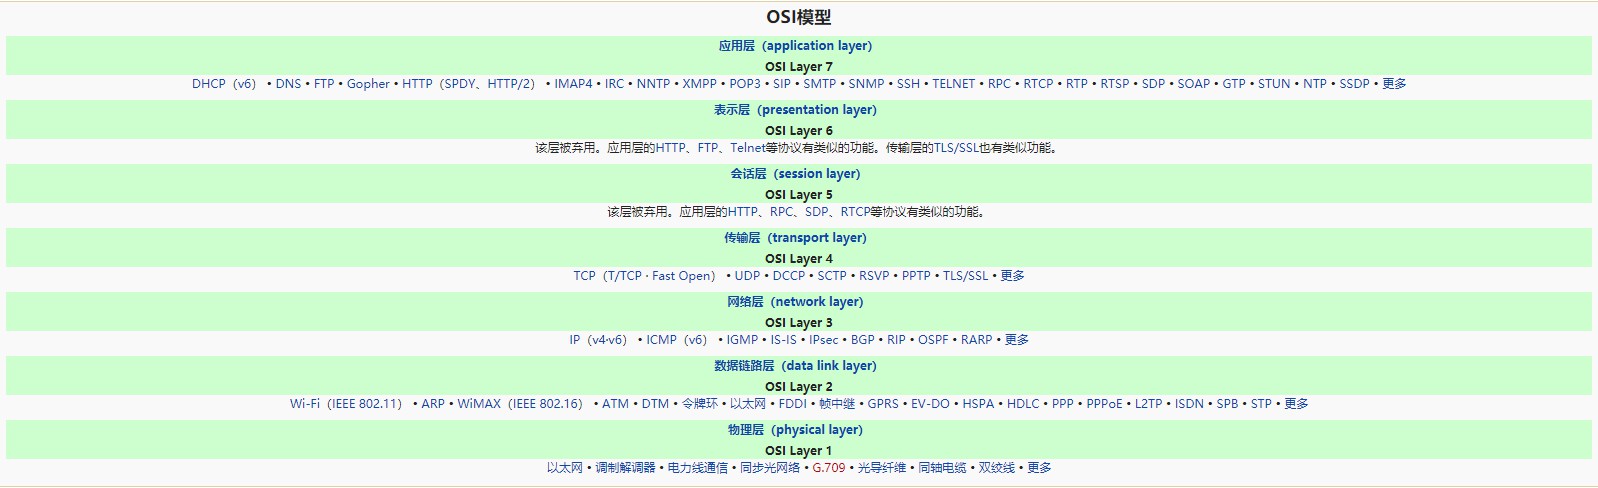 OSI模型
应用层（application layer）
OSI Layer 7
DHCP（v6） • DNS • FTP • Gopher • HTTP（SPDY、HTTP/2） • IMAP4 • IRC • NNTP • XMPP • POP3 • SIP • SMTP • SNMP • SSH • TELNET • RPC • RTCP • RTP • RTSP • SDP • SOAP • GTP • STUN • NTP • SSDP • 更多
表示层（presentation layer）
OSI Layer 6
该层被弃用。应用层的HTTP、FTP、Telnet等协议有类似的功能。传输层的TLS/SSL也有类似功能。
会话层（session layer）
OSI Layer 5
该层被弃用。应用层的HTTP、RPC、SDP、RTCP等协议有类似的功能。
传输层（transport layer）
OSI Layer 4
TCP（T/TCP · Fast Open） • UDP • DCCP • SCTP • RSVP • PPTP • TLS/SSL • 更多
网络层（network layer）
OSI Layer 3
IP（v4·v6） • ICMP（v6） • IGMP • IS-IS • IPsec • BGP • RIP • OSPF • RARP • 更多
数据链路层（data link layer）
OSI Layer 2
Wi-Fi（IEEE 802.11） • ARP • WiMAX（IEEE 802.16） • ATM • DTM • 令牌环 • 以太网 • FDDI • 帧中继 • GPRS • EV-DO • HSPA • HDLC • PPP • PPPoE • L2TP • ISDN • SPB • STP • 更多
物理层（physical layer）
OSI Layer 1
以太网 • 调制解调器 • 电力线通信 • 同步光网络 • G.709 • 光导纤维 • 同轴电缆 • 双绞线 • 更多